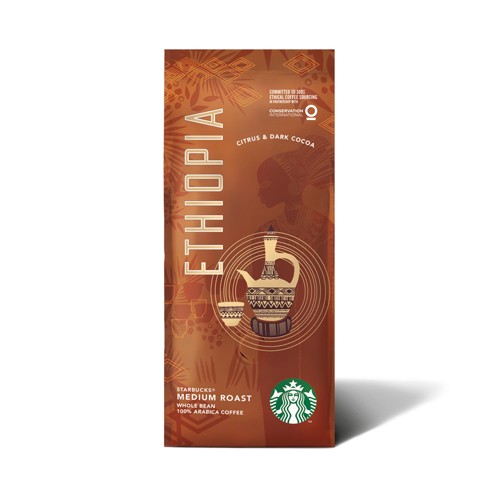 COMMITTED TO 100%
ETHICAL COFFEE SOURCING
IN PARTNERSHIP WITH
CONSERVATION
INTERNATIONAL
CITRUS & DARK COCOA
ETHIOPIA
STARBUCKS®
MEDIUM ROAST
WHOLE BEAN
100% ARABICA COFFEE
TM